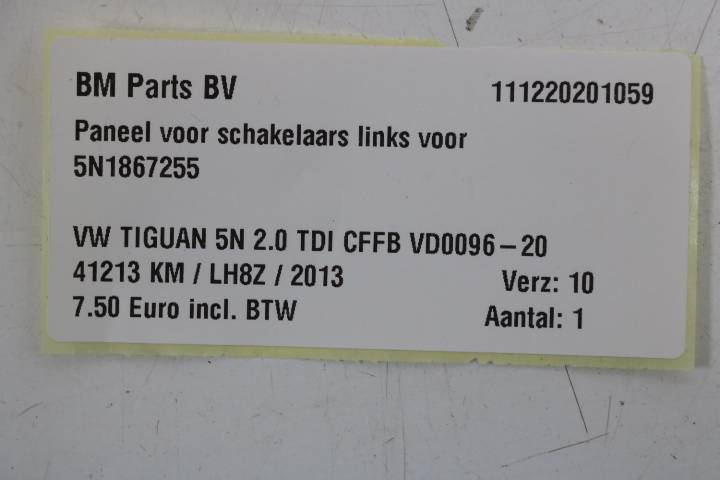 BM Parts BV 111220201059
Paneel voor schakelaars links voor
5N1867255
VW TIGUAN 5N 2.0 TDI CFFB VD0096-20
41213 KM / LH8Z / 2013 Verz: 10
7.50 Euro incl. BTW Aantal: 1